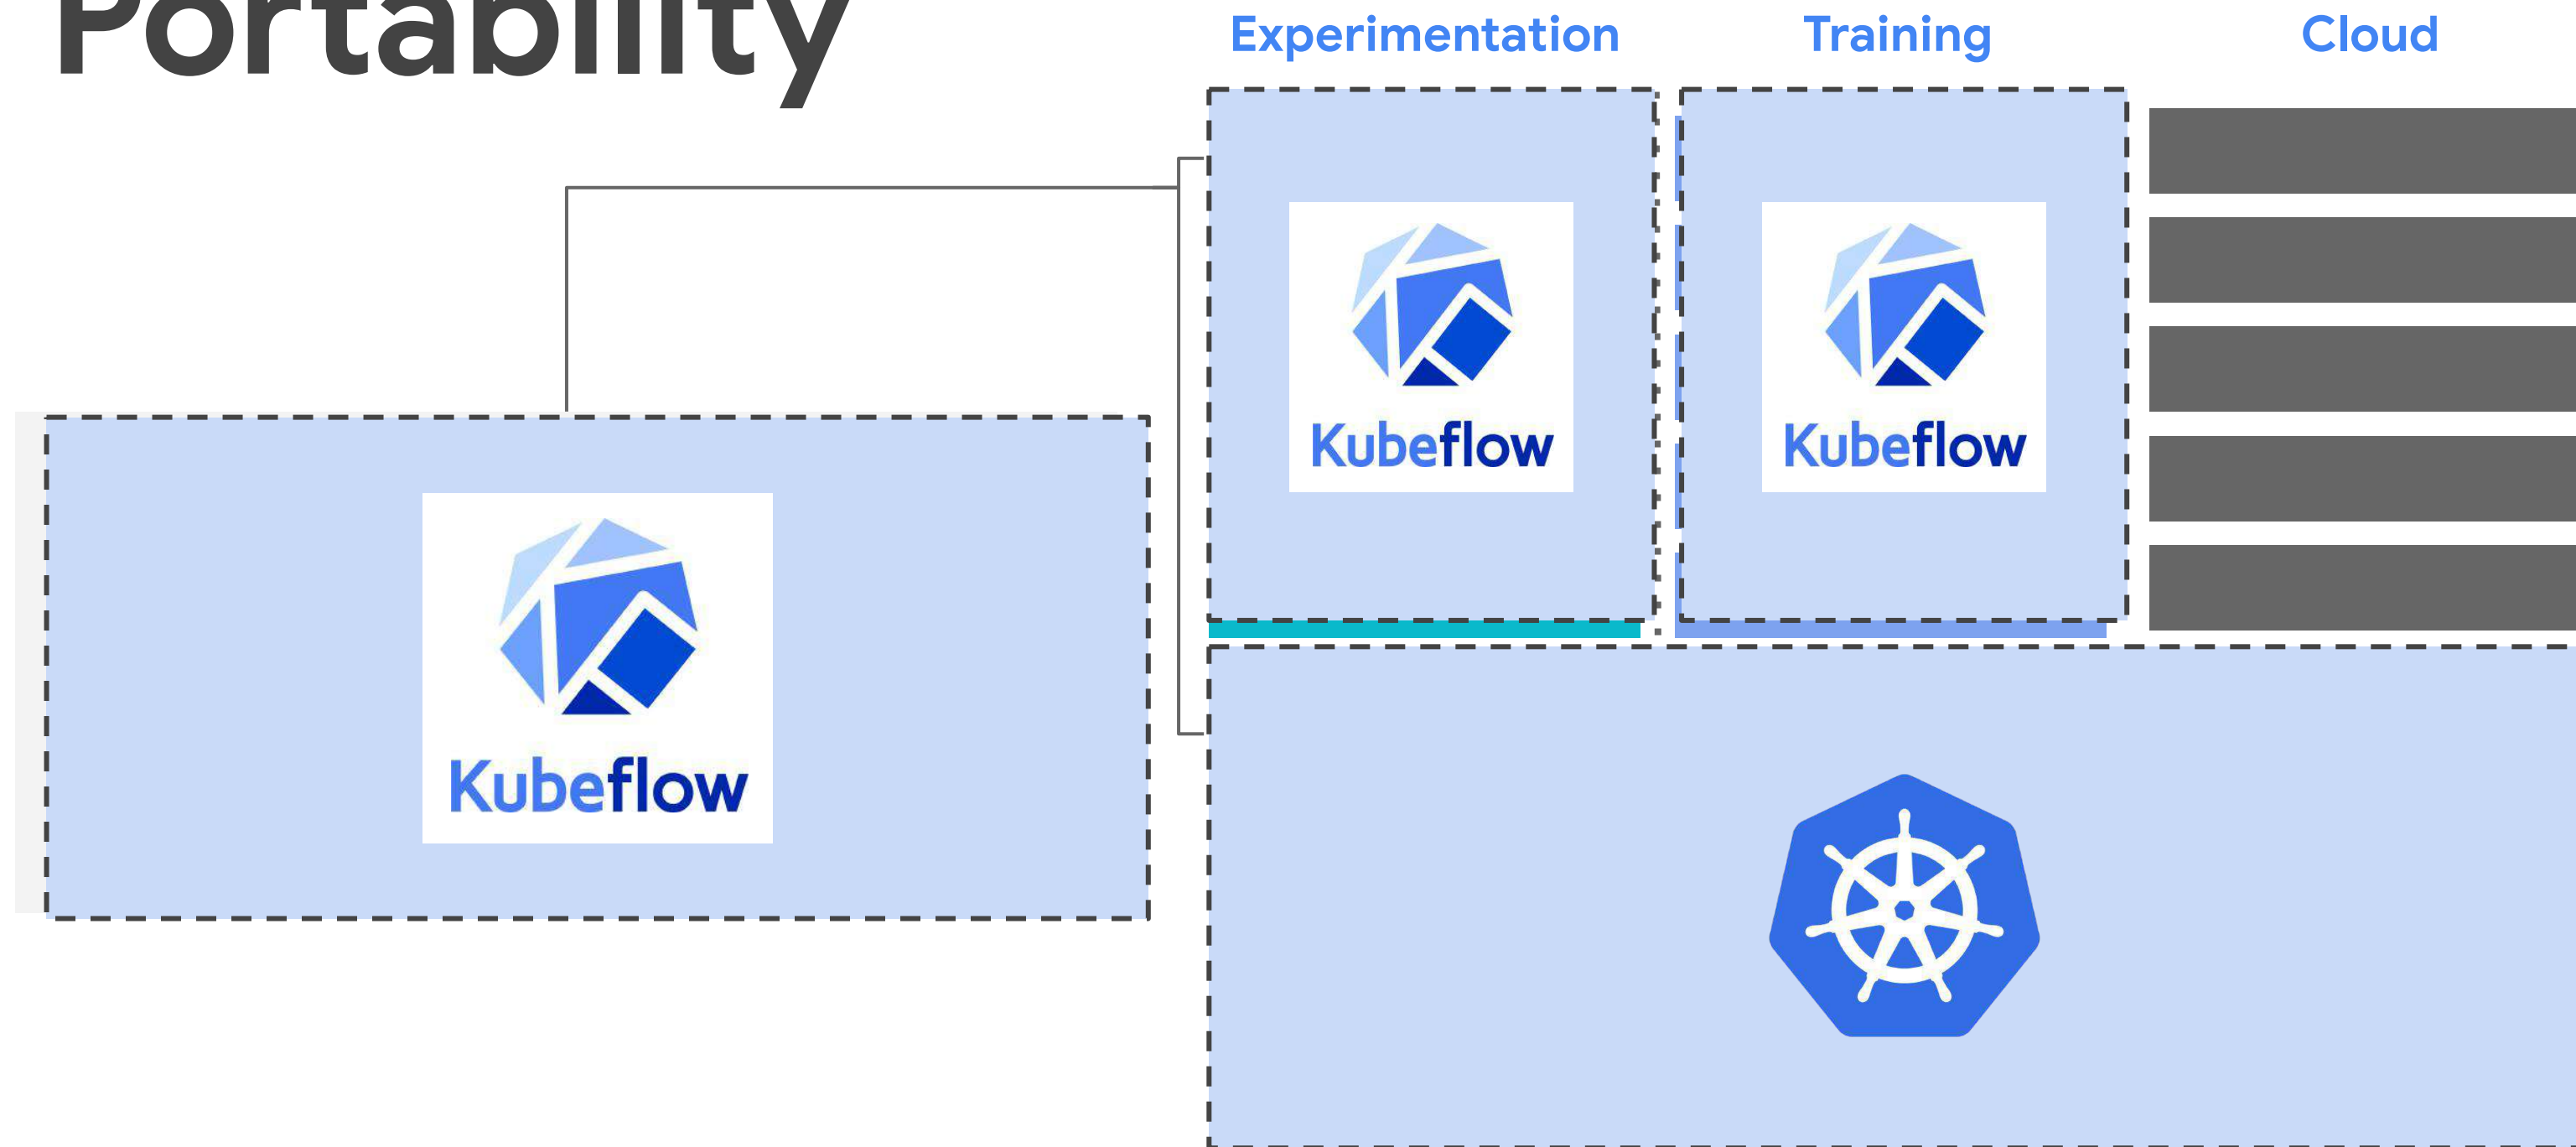 Portability
Experimentation
Training
Cloud
Kubeflow
Kubeflow
Kubeflow